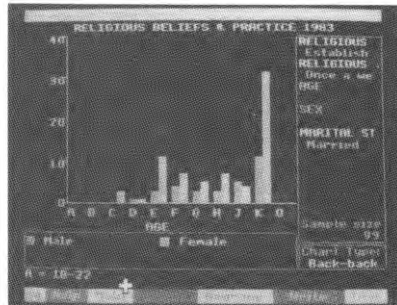 RELIGIOUS BELIEFS & PRACTICE 1983
40
30
20
10
0
A B C D E F G H J K O
AGE
Male Female
A = 18-22
RELIGIOUS
Establish
RELIGIOUS
Once a we
AGE
SEX
MARITAL ST
Married
Sample size
99
Chart Type:
Back-back